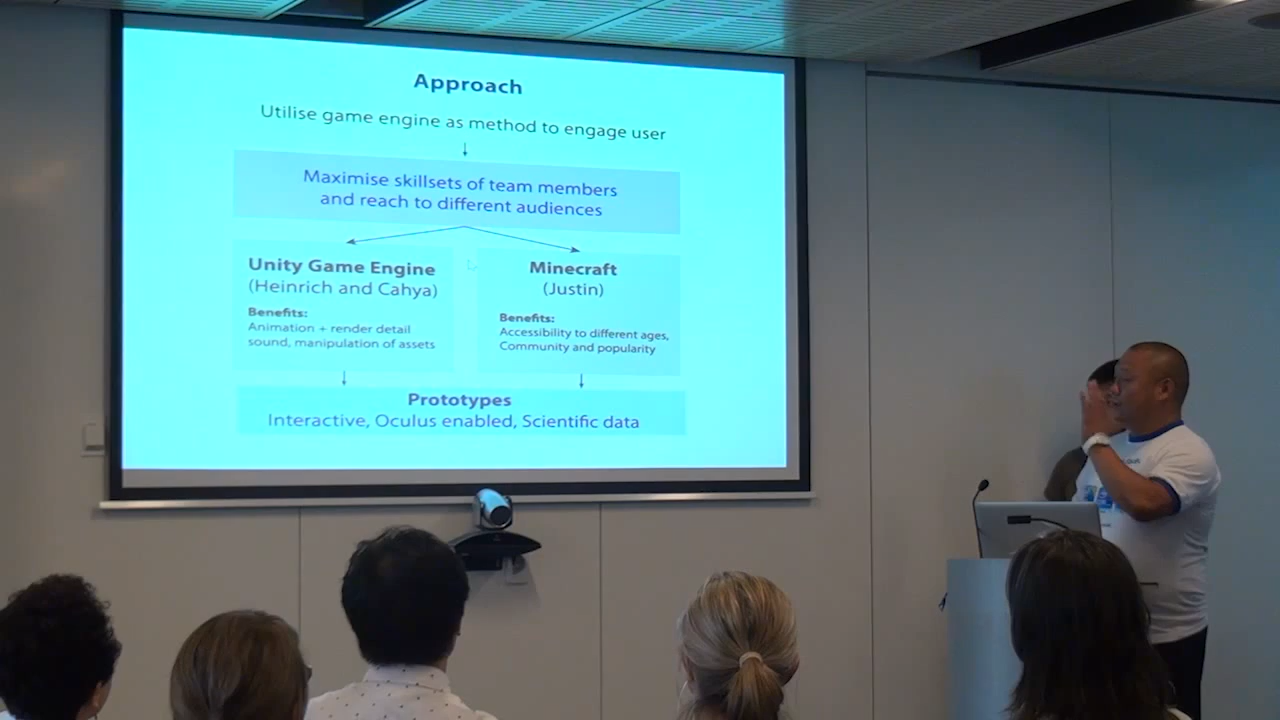 Approach
Utilise game engine as method to engage user
Maximise skillsets of team members
and reach to different audiences
Unity Game Engine
(Heinrich and Cahya)
Benefits:
Animation + render detail
sound, manipulation of assets
Minecraft
(Justin)
Benefits:
Accessibility to different ages,
Community and popularity
Prototypes
Interactive, Oculus enabled, Scientific data